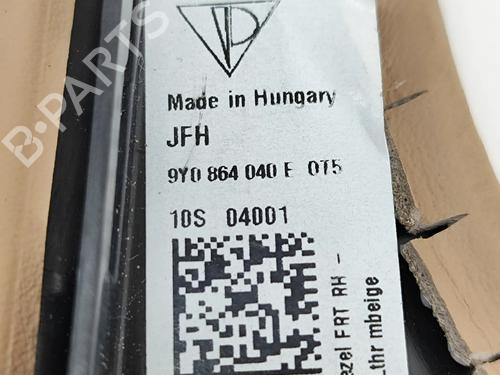 B-PARTS
Made in Hungary
JFH
9Y0 864 040 E 0T5
10S 04001
FRT RH -
mbeige